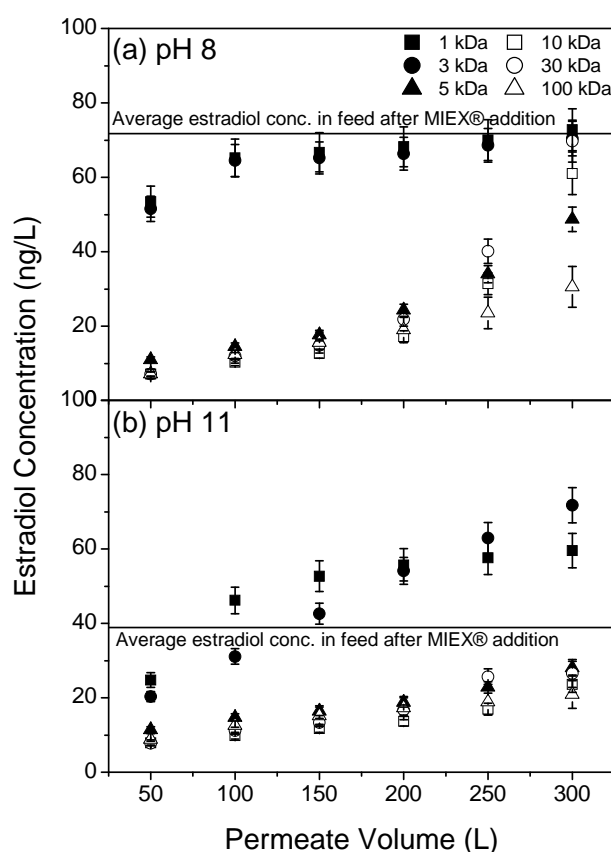 100
(a) pH 8
1 kDa
10 kDa
3 kDa
30 kDa
5 kDa
100 kDa
80
Average estradiol conc. in feed after MIEX® addition
60
40
20
0
Estradiol Concentration (ng/L)
100
(b) pH 11
80
60
40
Average estradiol conc. in feed after MIEX® addition
20
0
50 100 150 200 250 300
Permeate Volume (L)